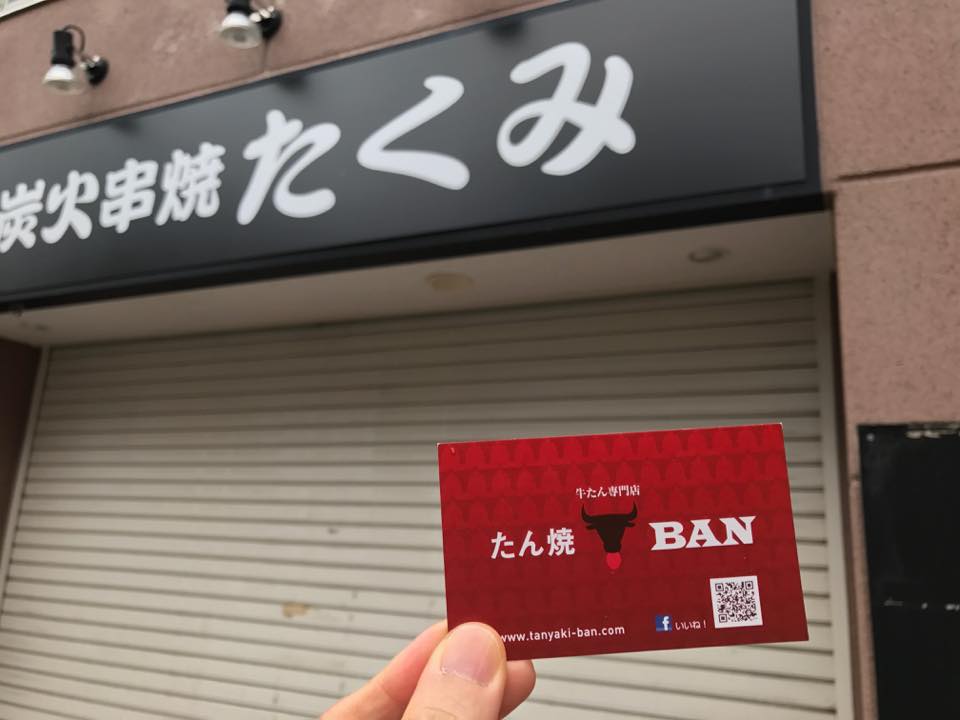 炭火串焼 たくみ
牛たん専門店
たん焼 BAN
www.tanyaki-ban.com
f いいね!